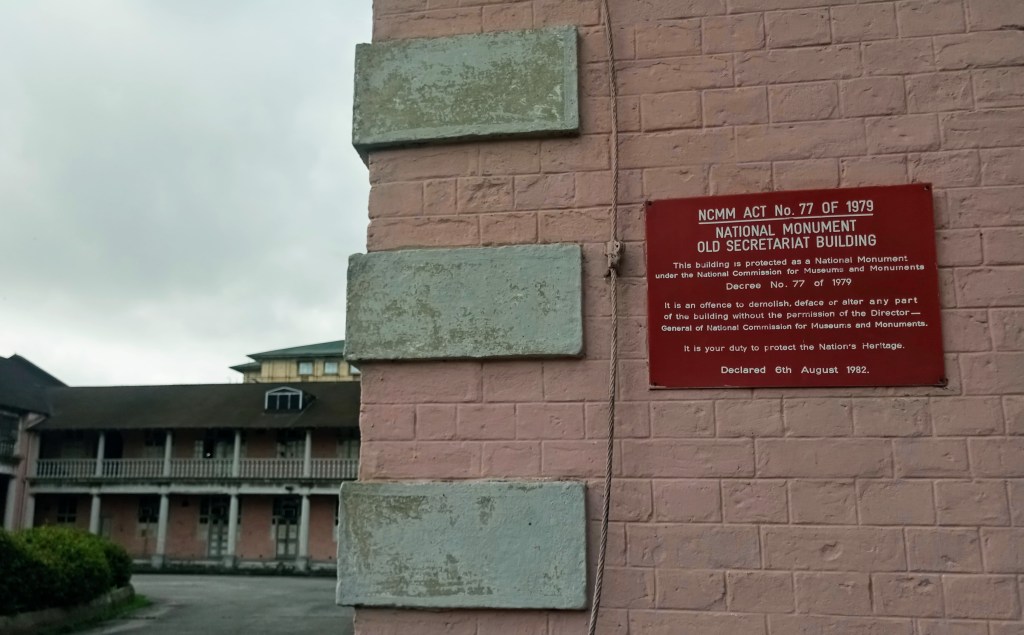 NCMM ACT No. 77 OF 1979
NATIONAL MONUMENT
OLD SECRETARIAT BUILDING
This building is protected as a National Monument
under the National Commission for Museums and Monuments
Decree No. 77 of 1979
It is an offence to demolish, deface or alter any part
of the building without the permission of the Director—
General of National Commission for Museums and Monuments.
It is your duty to protect the Nation's Heritage.
Declared 6th August 1982.